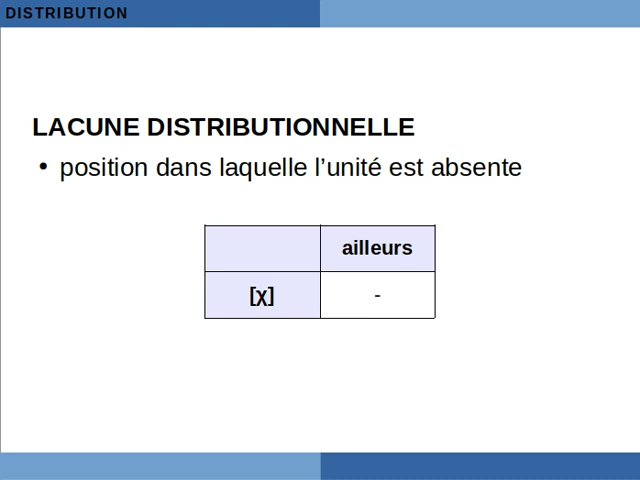 DISTRIBUTION
LACUNE DISTRIBUTIONNELLE
• position dans laquelle l’unité est absente
ailleurs
[χ] -